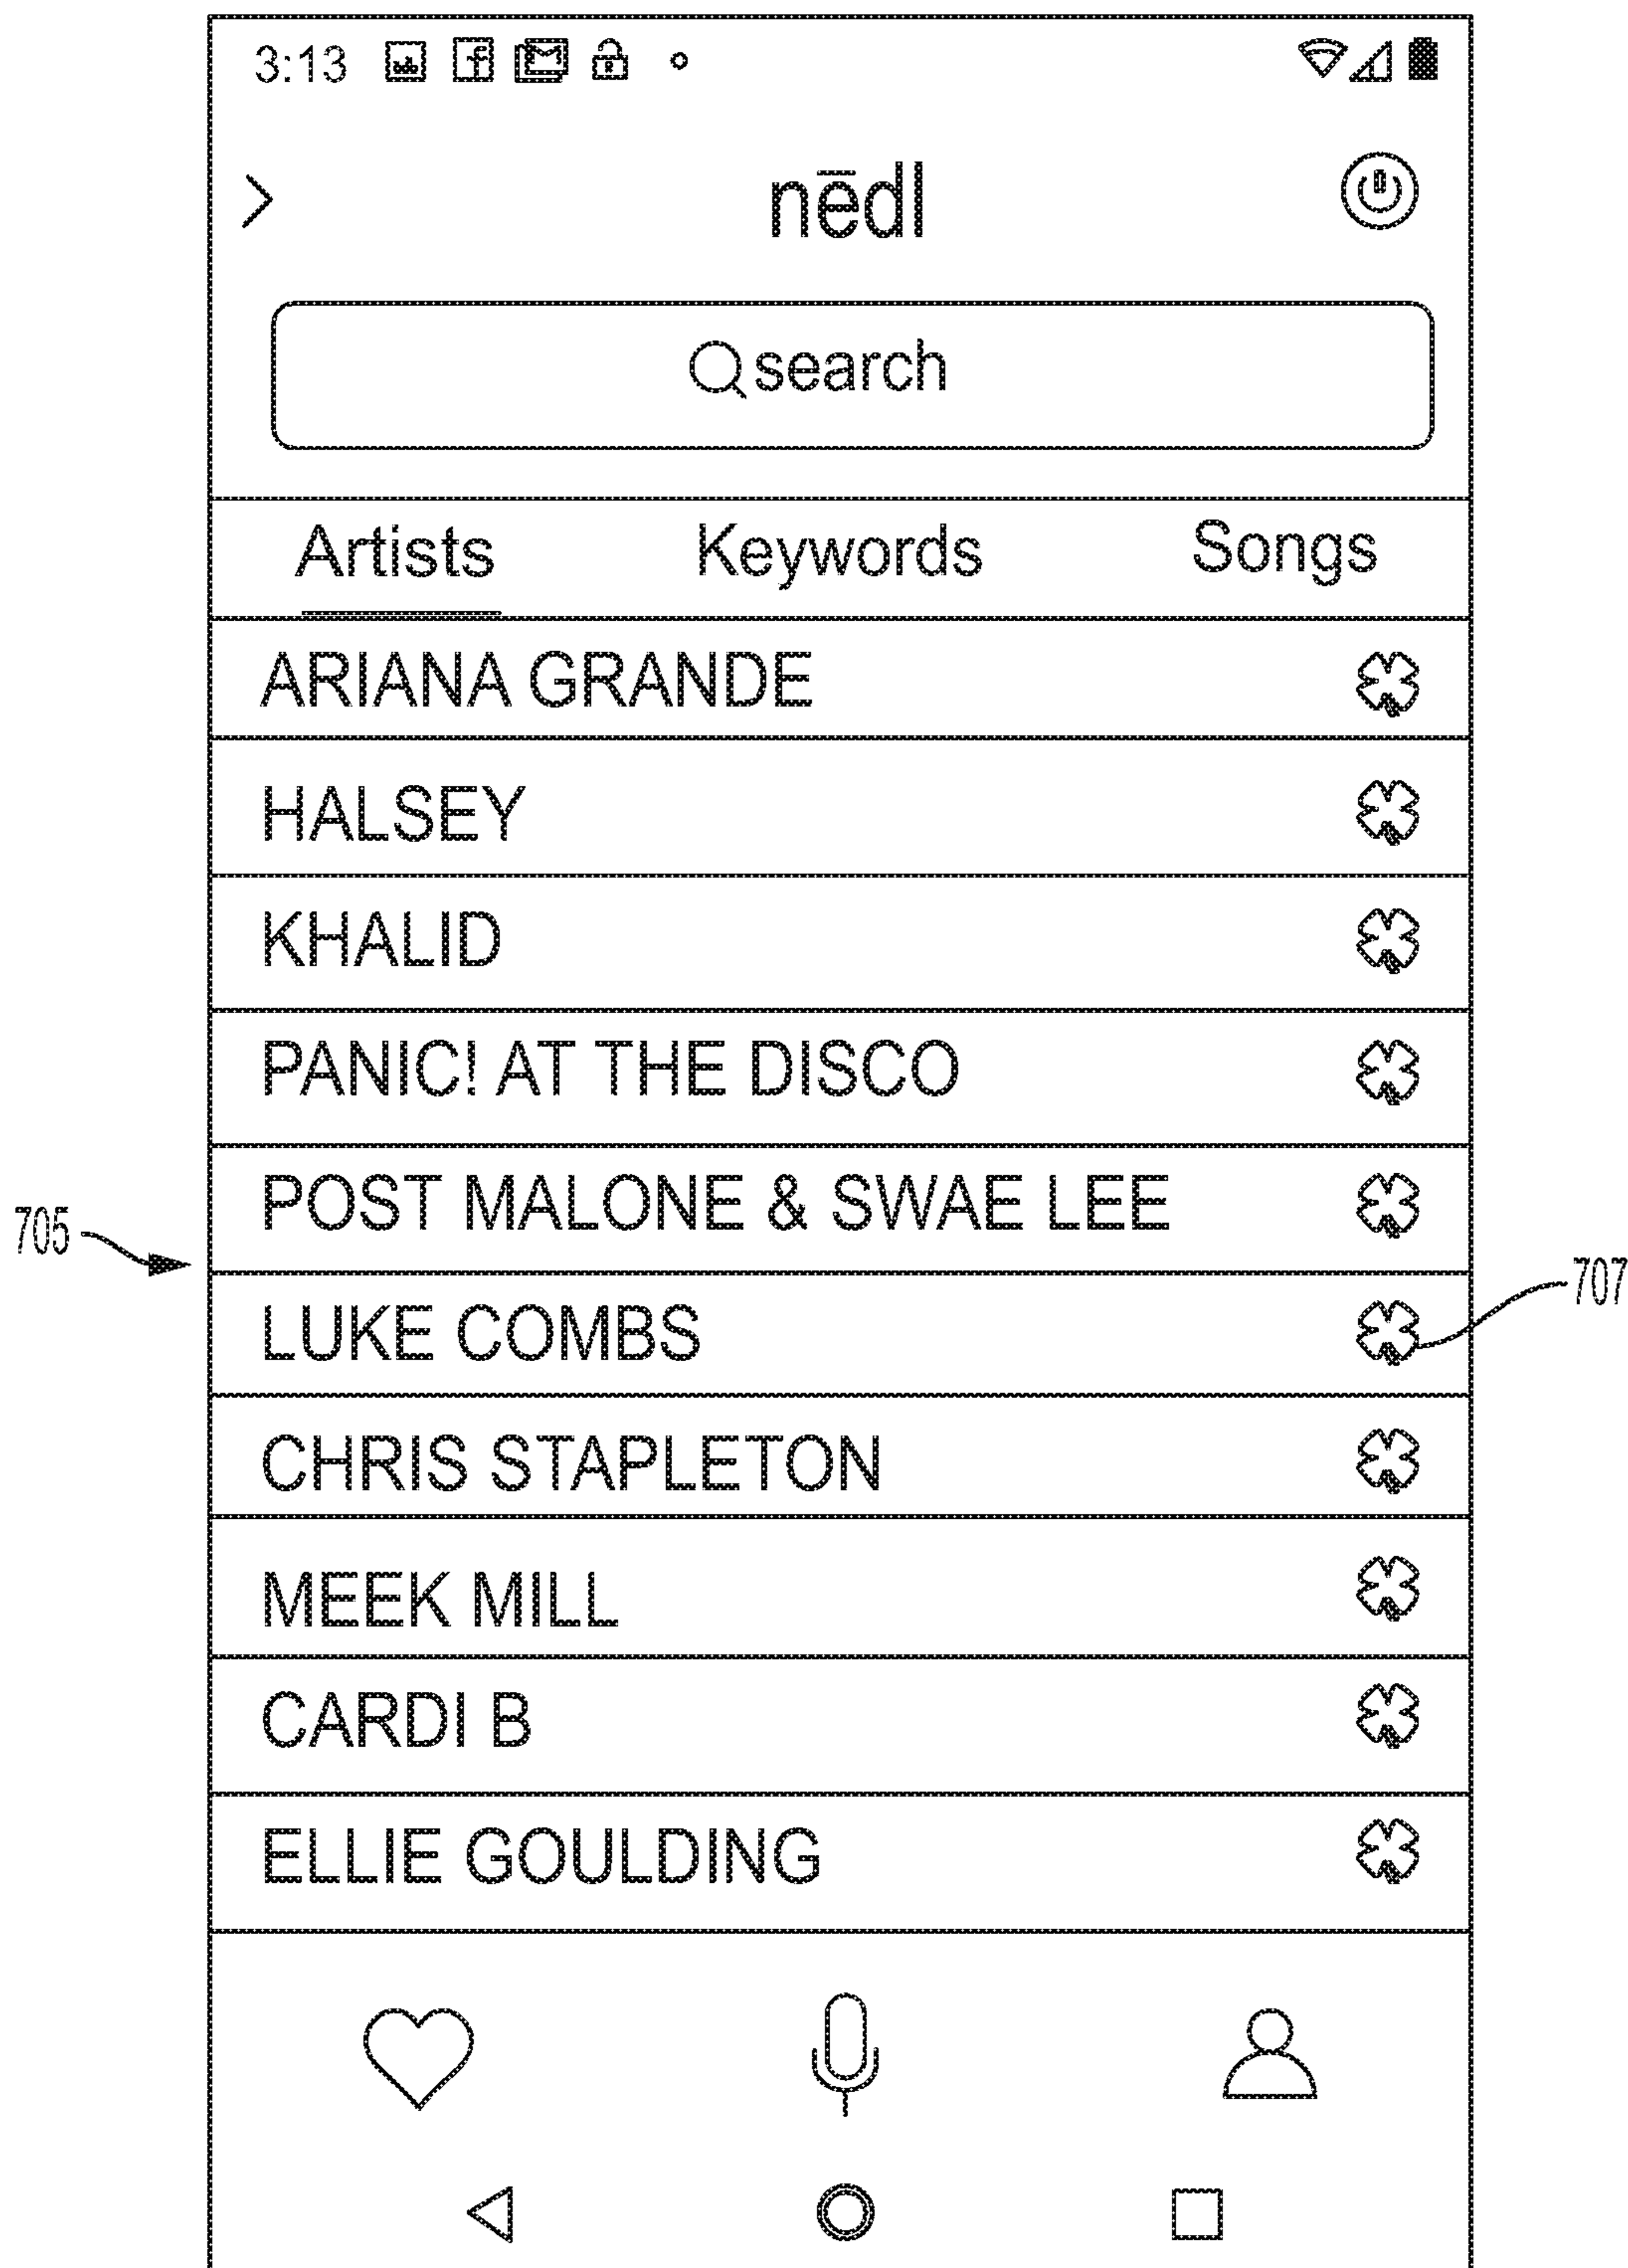 3:13
nēdl
search
Artists Keywords Songs
ARIANA GRANDE
HALSEY
KHALID
PANIC! AT THE DISCO
POST MALONE & SWAE LEE
705
LUKE COMBS
707
CHRIS STAPLETON
MEEK MILL
CARDI B
ELLIE GOULDING